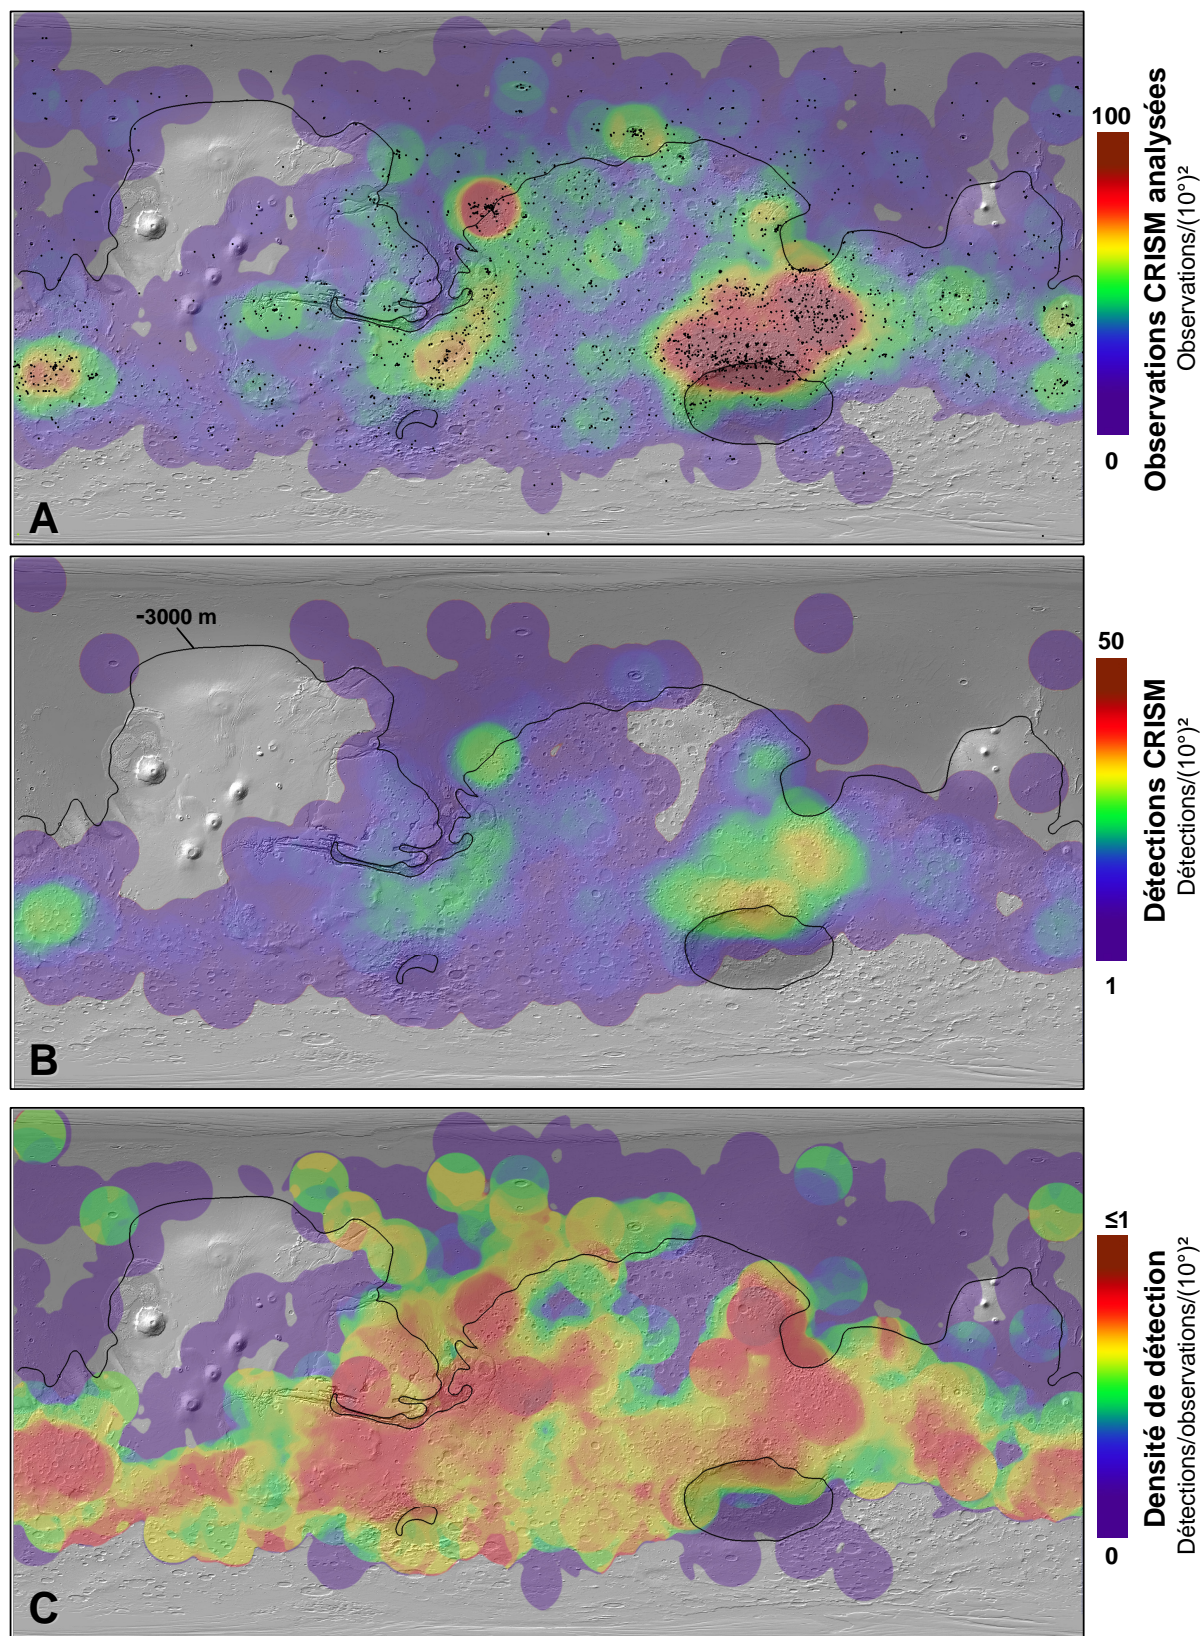 100
Observations CRISM analysées
Observations/(10°)²
0
A
-3000 m
50
Détections CRISM
Détections/(10°)²
1
B
≤1
Densité de détection
Détections/observations/(10°)²
0
C